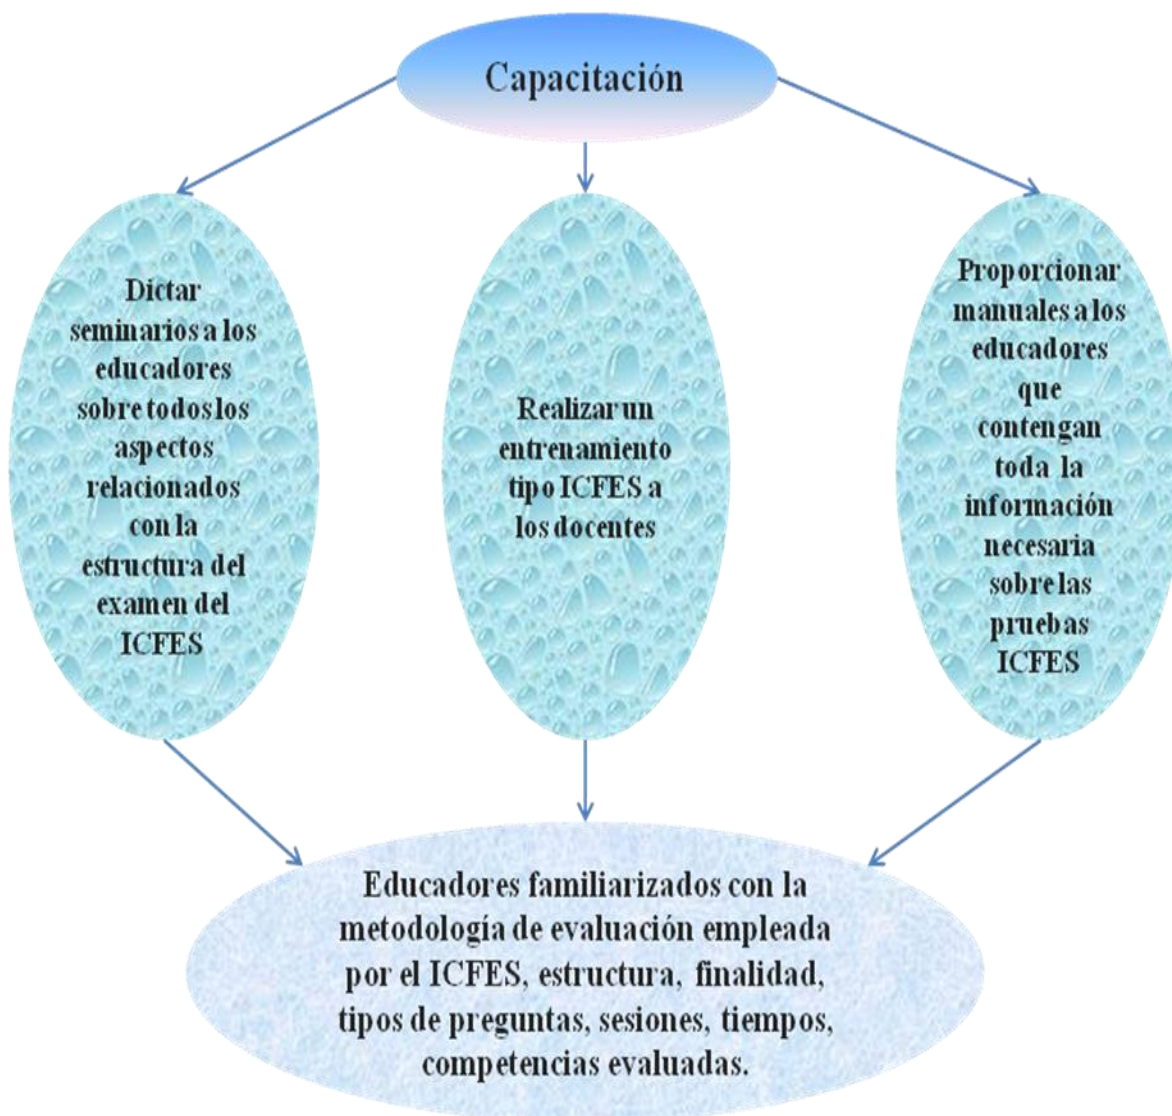 Capacitación
Dictar
seminarios a los
educadores
sobre todos los
aspectos
relacionados
con la
estructura del
examen del
ICFES
Realizar un
entrenamiento
tipo ICFES a
los docentes
Proporcionar
manuales a los
educadores
que
contengan
toda la
información
necesaria
sobre las
pruebas
ICFES
Educadores familiarizados con la
metodología de evaluación empleada
por el ICFES, estructura, finalidad,
tipos de preguntas, sesiones, tiempos,
competencias evaluadas.